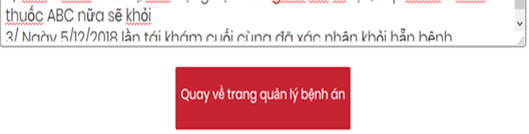 thuốc ABC nữa sẽ khỏi
3/ Ngày 5/12/2018 lần tái khám cuối cùng đã xác nhận khỏi hẳn bệnh
Quay về trang quản lý bệnh án